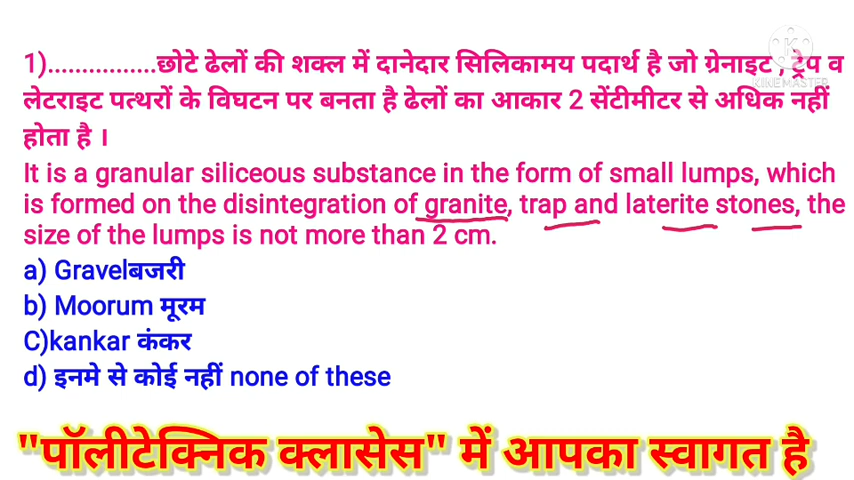 KINEMASTER
1)................छोटे ढेलों की शक्ल में दानेदार सिलिकामय पदार्थ है जो ग्रेनाइट , ट्रेप व
लेटराइट पत्थरों के विघटन पर बनता है ढेलों का आकार 2 सेंटीमीटर से अधिक नहीं
होता है ।
It is a granular siliceous substance in the form of small lumps, which
is formed on the disintegration of granite, trap and laterite stones, the
size of the lumps is not more than 2 cm.
a) Gravelबजरी
b) Moorum मूरम
C)kankar कंकर
d) इनमे से कोई नहीं none of these
"पॉलीटेक्निक क्लासेस" में आपका स्वागत है